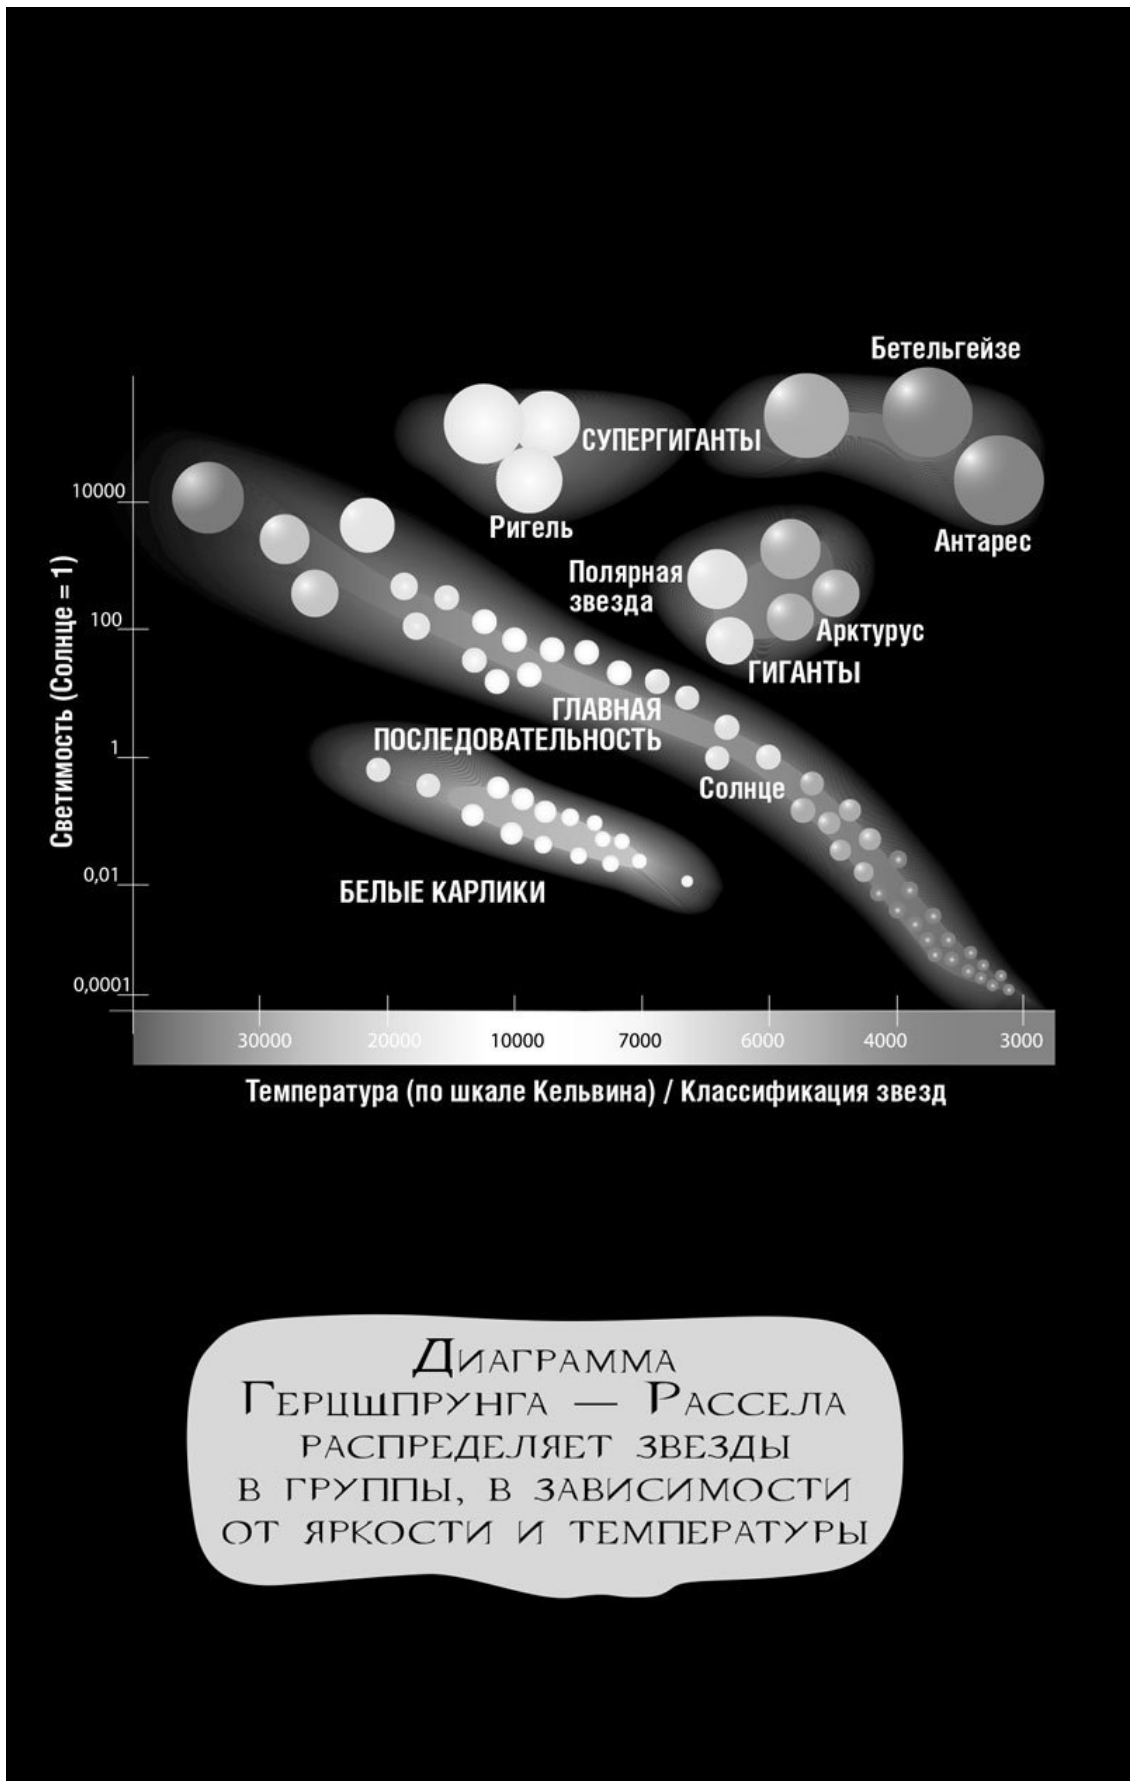 Бетельгейзе
СУПЕРГИГАНТЫ
10000
Ригель
Антарес
Полярная
звезда
100
Арктурус
ГИГАНТЫ
Светимость (Солнце = 1)
ГЛАВНАЯ
ПОСЛЕДОВАТЕЛЬНОСТЬ
1
Солнце
0,01
БЕЛЫЕ КАРЛИКИ
0,0001
30000 20000 10000 7000 6000 4000 3000
Температура (по шкале Кельвина) / Классификация звезд
Диаграмма
Герцшпрунга — Рассела
распределяет звезды
в группы, в зависимости
от яркости и температуры